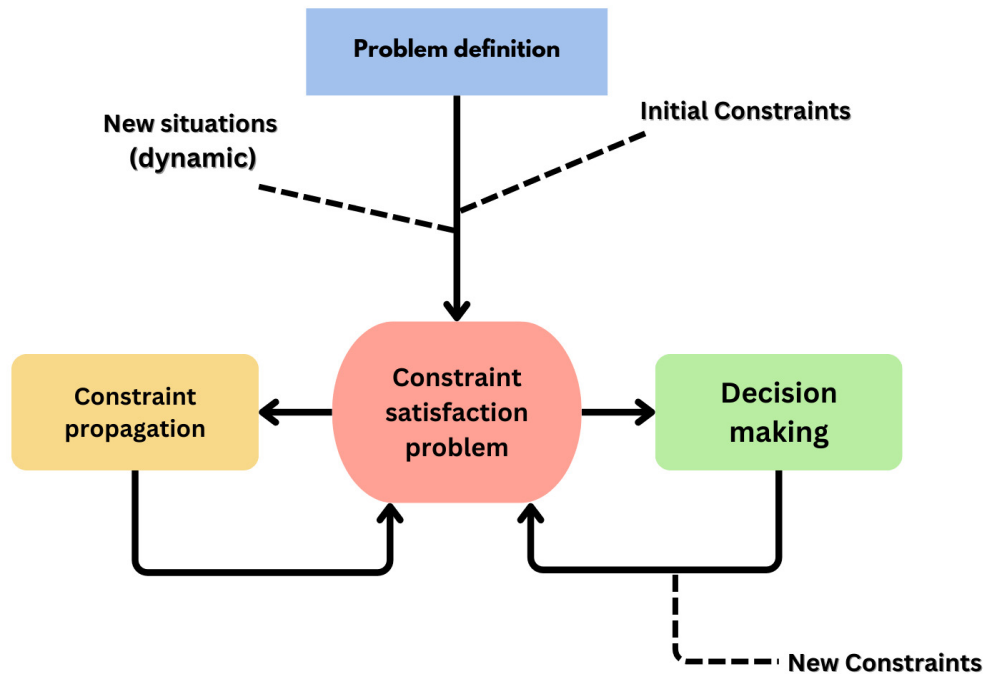 Problem definition
Initial Constraints
New situations
(dynamic)
Constraint
satisfaction
problem
Constraint
propagation
Decision
making
New Constraints